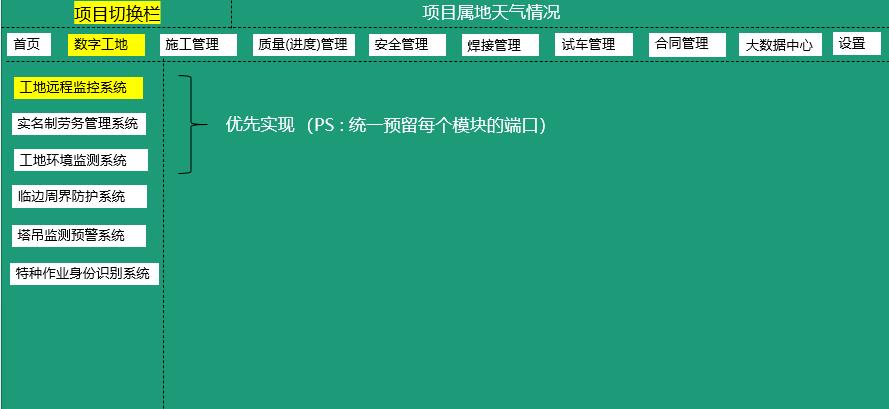 项目切换栏
项目属地天气情况
首页
数字工地
施工管理
质量(进度)管理
安全管理
焊接管理
试车管理
合同管理
大数据中心
设置
工地远程监控系统
实名制劳务管理系统
工地环境监测系统
临边周界防护系统
塔吊监测预警系统
特种作业身份识别系统
优先实现（PS：统一预留每个模块的端口）